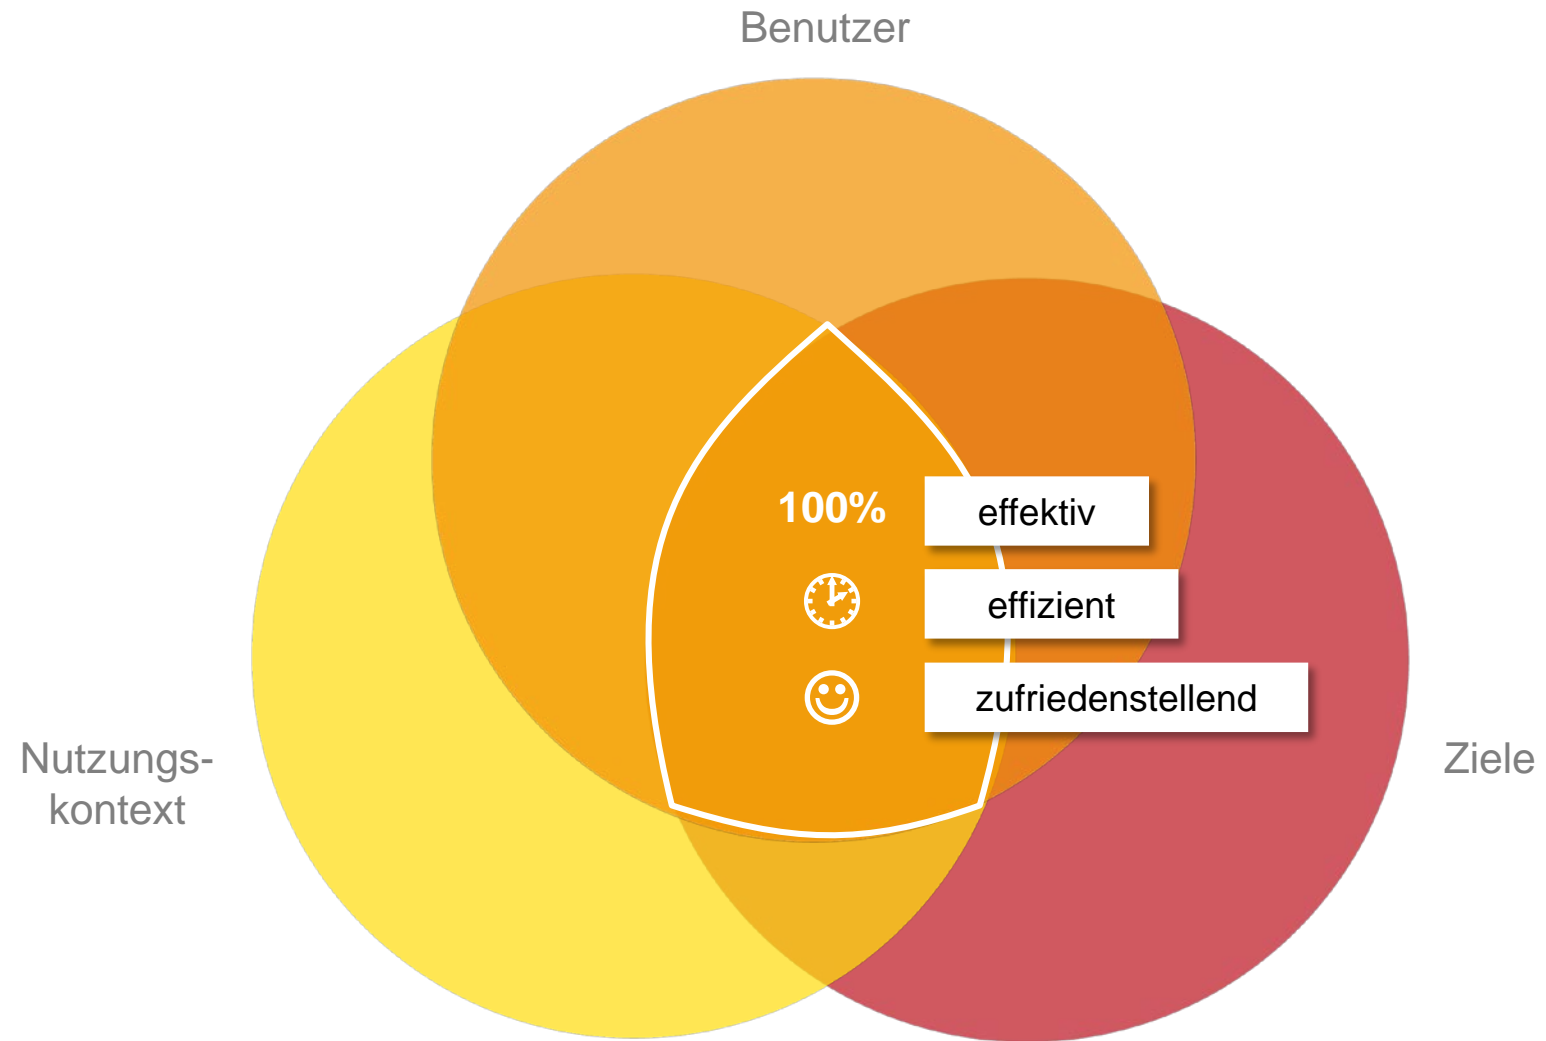 Benutzer
100% effektiv
effizient
zufriedenstellend
Nutzungs-
kontext
Ziele